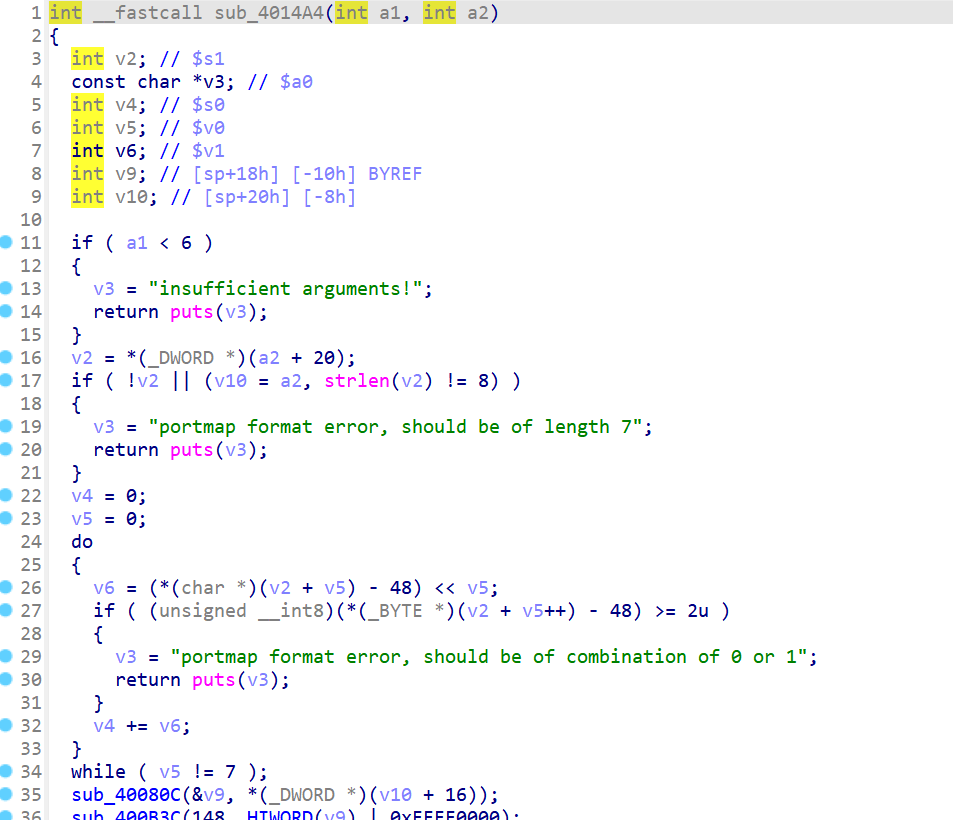 1 int __fastcall sub_4014A4(int a1, int a2)
2 {
3 int v2; // $s1
4 const char *v3; // $a0
5 int v4; // $s0
6 int v5; // $v0
7 int v6; // $v1
8 int v9; // [sp+18h] [-10h] BYREF
9 int v10; // [sp+20h] [-8h]
10
11 if ( a1 < 6 )
12 {
13 v3 = "insufficient arguments!";
14 return puts(v3);
15 }
16 v2 = *(_DWORD *)(a2 + 20);
17 if ( !v2 || (v10 = a2, strlen(v2) != 8) )
18 {
19 v3 = "portmap format error, should be of length 7";
20 return puts(v3);
21 }
22 v4 = 0;
23 v5 = 0;
24 do
25 {
26 v6 = (*(char *)(v2 + v5) - 48) << v5;
27 if ( (unsigned __int8)(*(_BYTE *)(v2 + v5++) - 48) >= 2u )
28 {
29 v3 = "portmap format error, should be of combination of 0 or 1";
30 return puts(v3);
31 }
32 v4 += v6;
33 }
34 while ( v5 != 7 );
35 sub_40080C(&v9, *(_DWORD *)(v10 + 16));
36 sub_400B3C(148, HIWORD(v9) | 0xFFFF0000);